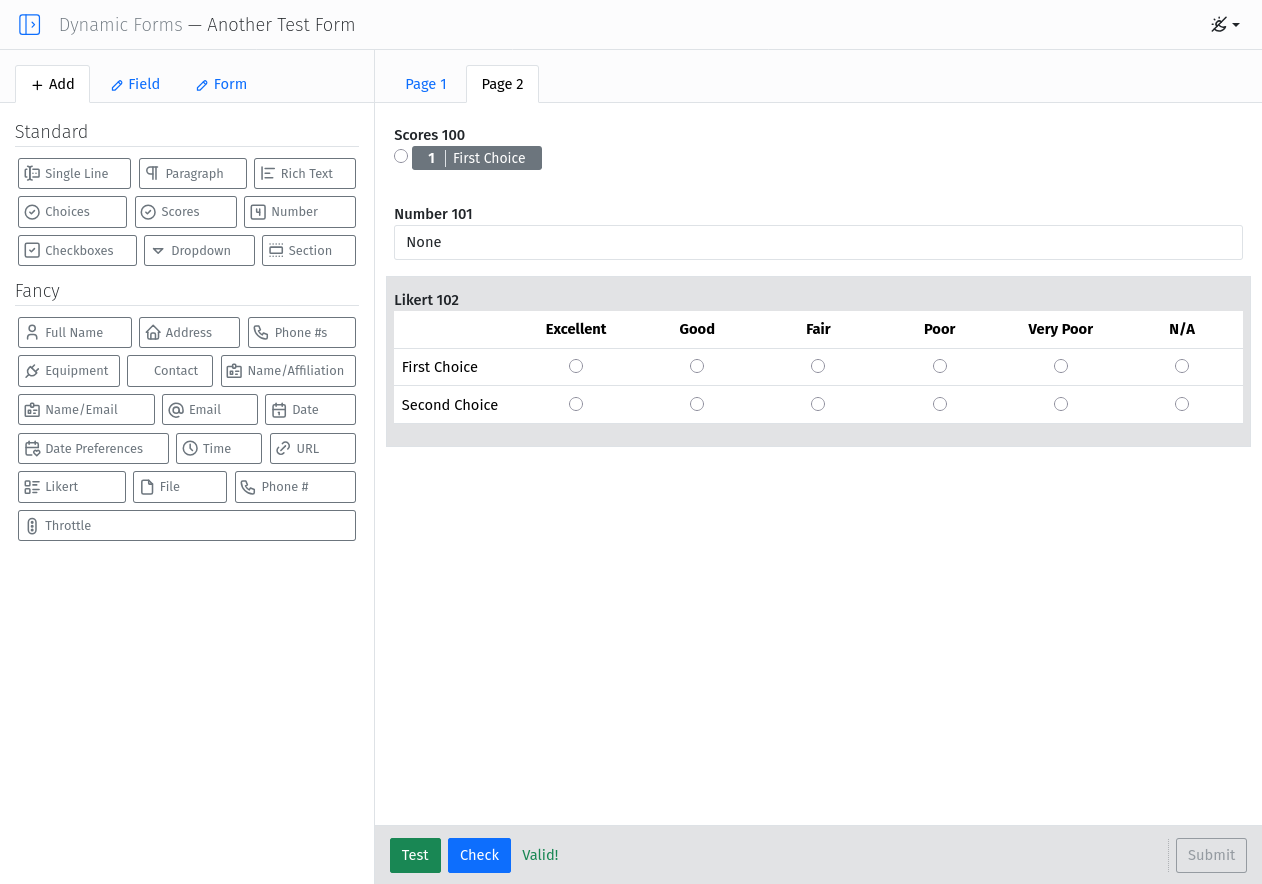 Dynamic Forms — Another Test Form
Add Field Form
Page 1 Page 2
Standard
Single Line Paragraph Rich Text
Choices Scores Number
Checkboxes Dropdown Section
Fancy
Full Name Address Phone #s
Equipment Contact Name/Affiliation
Name/Email Email Date
Date Preferences Time URL
Likert File Phone #
Throttle
Scores 100
1 First Choice
Number 101
None
Likert 102
Excellent Good Fair Poor Very Poor N/A
First Choice
Second Choice
Test Check Valid! Submit